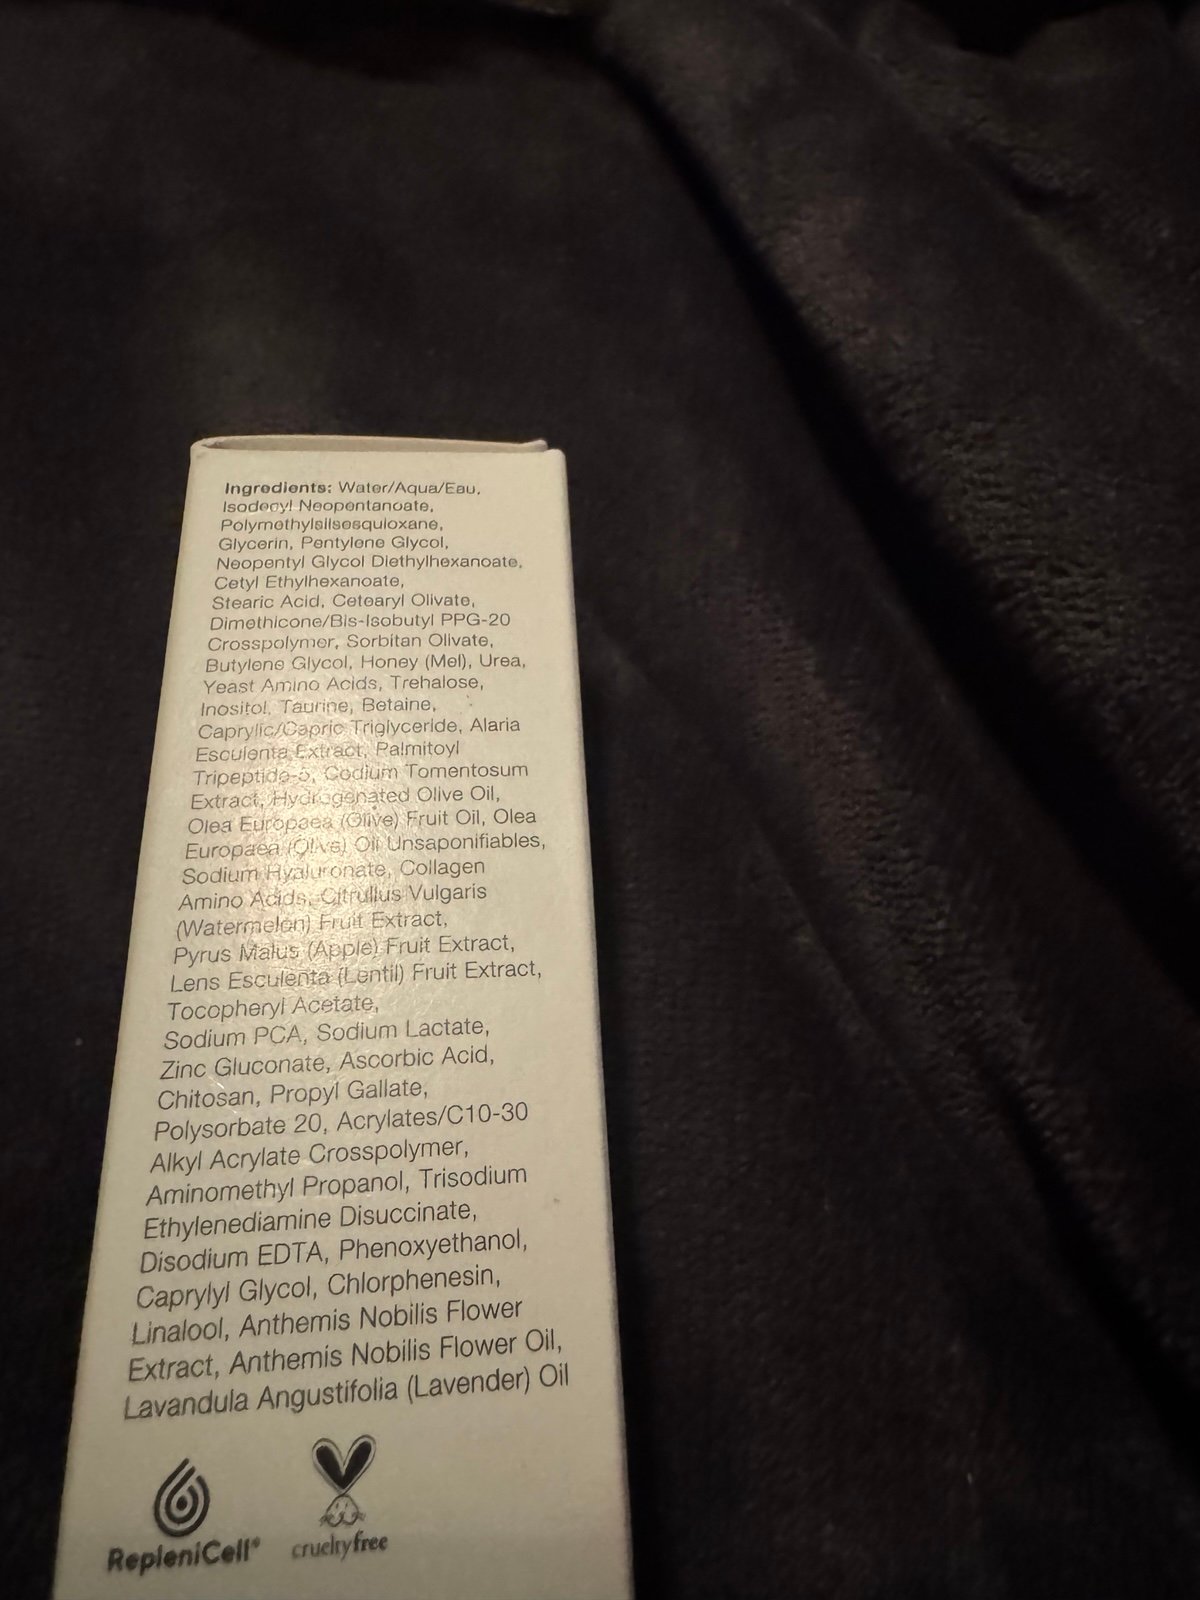 Ingredients: Water/Aqua/Eau,
Isodecyl Neopentanoate,
Polymethylsilsesquioxane,
Glycerin, Pentylene Glycol,
Neopentyl Glycol Diethylhexanoate,
Cetyl Ethylhexanoate,
Stearic Acid, Cetearyl Olivate,
Dimethicone/Bis-Isobutyl PPG-20
Crosspolymer, Sorbitan Olivate,
Butylene Glycol, Honey (Mel), Urea,
Yeast Amino Acids, Trehalose,
Inositol, Taurine, Betaine,
Caprylic/Capric Triglyceride, Alaria
Esculenta Extract, Palmitoyl
Tripeptide-5, Codium Tomentosum
Extract, Hydrogenated Olive Oil,
Olea Europaea (Olive) Fruit Oil, Olea
Europaea (Olive) Oil Unsaponifiables,
Sodium Hyaluronate, Collagen
Amino Acids, Citrullus Vulgaris
(Watermelon) Fruit Extract,
Pyrus Malus (Apple) Fruit Extract,
Lens Esculenta (Lentil) Fruit Extract,
Tocopheryl Acetate,
Sodium PCA, Sodium Lactate,
Zinc Gluconate, Ascorbic Acid,
Chitosan, Propyl Gallate,
Polysorbate 20, Acrylates/C10-30
Alkyl Acrylate Crosspolymer,
Aminomethyl Propanol, Trisodium
Ethylenediamine Disuccinate,
Disodium EDTA, Phenoxyethanol,
Caprylyl Glycol, Chlorphenesin,
Linalool, Anthemis Nobilis Flower
Extract, Anthemis Nobilis Flower Oil,
Lavandula Angustifolia (Lavender) Oil
RepleniCell®
crueltyfree